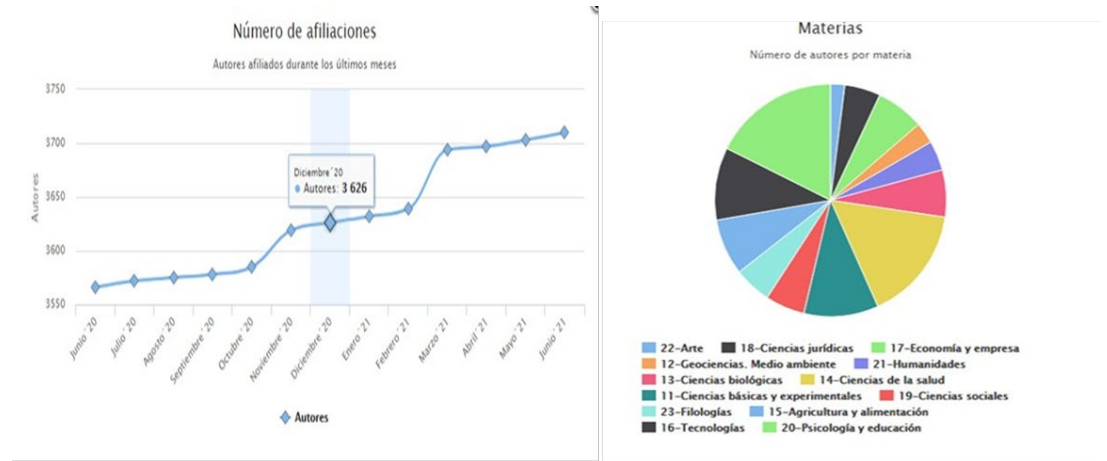 Número de afiliaciones
Autores afiliados durante los últimos meses
3750
3700
3650
3600
3550
Autores
Diciembre´20
Autores: 3 626
Junio´20
Julio´20
Agosto´20
Septiembre´20
Octubre´20
Noviembre´20
Diciembre´20
Enero´21
Febrero´21
Marzo´21
Abril´21
Mayo´21
Junio´21
Autores
Materias
Número de autores por materia
22-Arte 18-Ciencias jurídicas 17-Economía y empresa
12-Geociencias. Medio ambiente 21-Humanidades
13-Ciencias biológicas 14-Ciencias de la salud
11-Ciencias básicas y experimentales 19-Ciencias sociales
23-Filologías 15-Agricultura y alimentación
16-Tecnologías 20-Psicología y educación